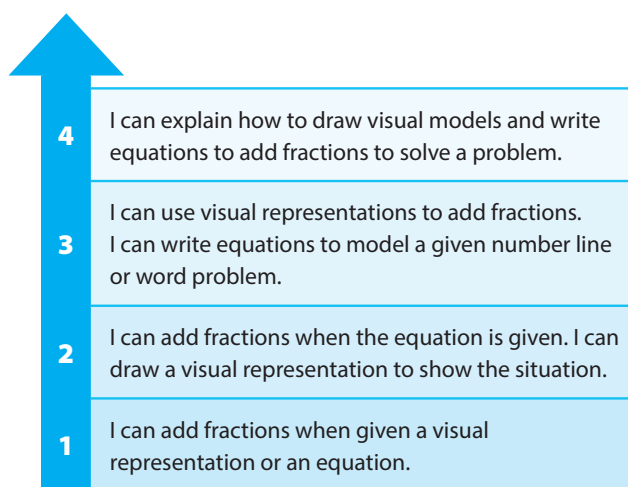 4
I can explain how to draw visual models and write
equations to add fractions to solve a problem.
3
I can use visual representations to add fractions.
I can write equations to model a given number line
or word problem.
2
I can add fractions when the equation is given. I can
draw a visual representation to show the situation.
1
I can add fractions when given a visual
representation or an equation.